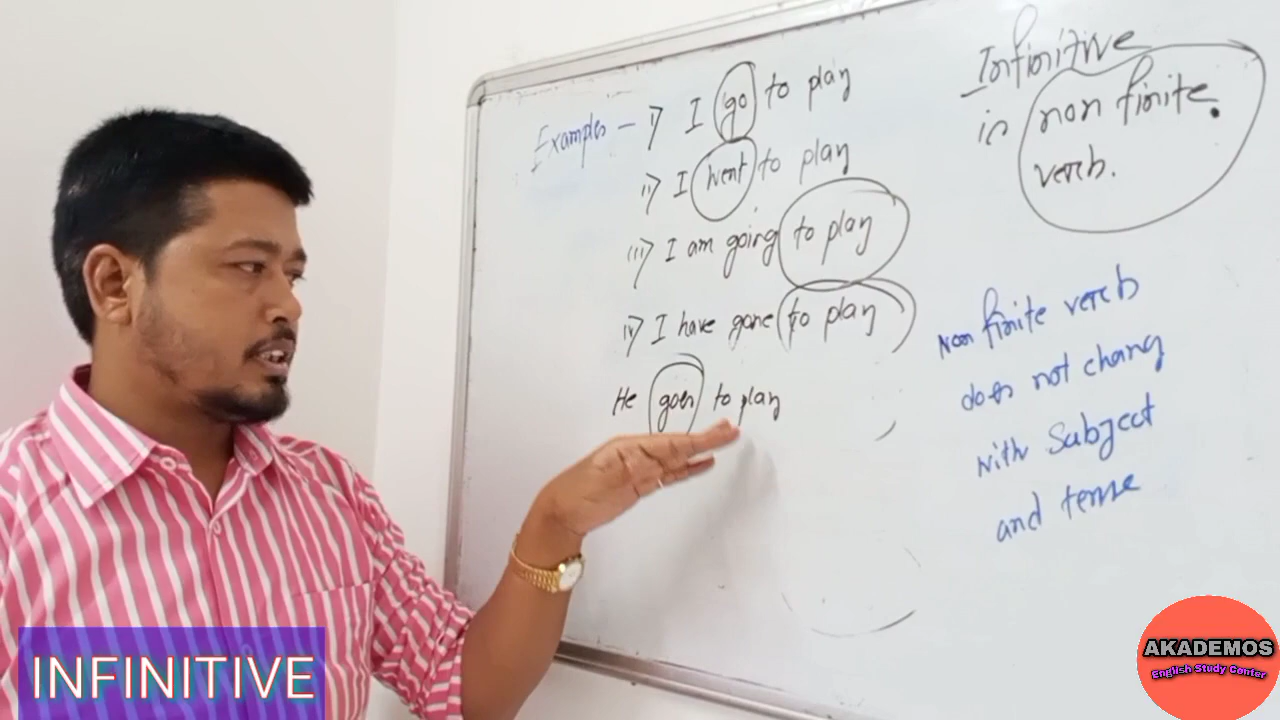 Examples – i) I go to play
ii) I went to play
iii) I am going to play
iv) I have gone to play
He goes to play
Infinitive
is non finite.
verb.
Non finite verb
does not chang
with Subject
and tense
INFINITIVE
AKADEMOS
English Study Center